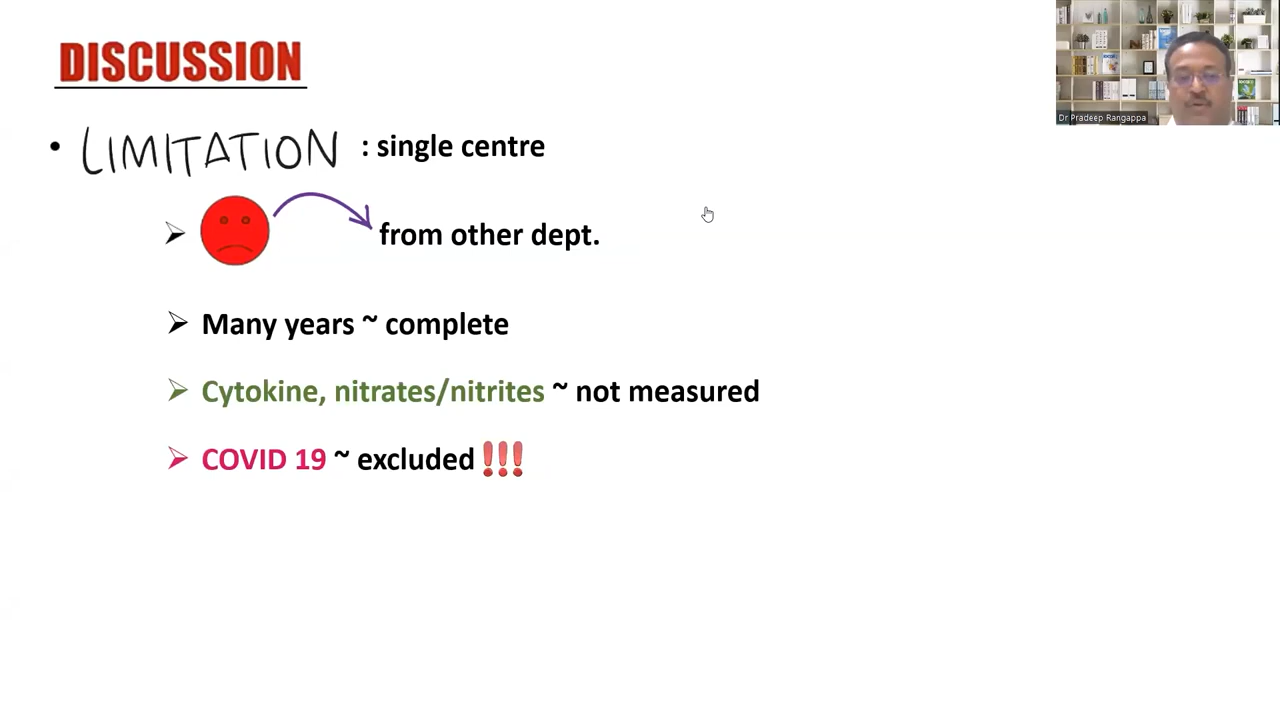 DISCUSSION
Dr Pradeep Rangappa
• LIMITATION : single centre
➢ from other dept.
➢ Many years ~ complete
➢ Cytokine, nitrates/nitrites ~ not measured
➢ COVID 19 ~ excluded !!!